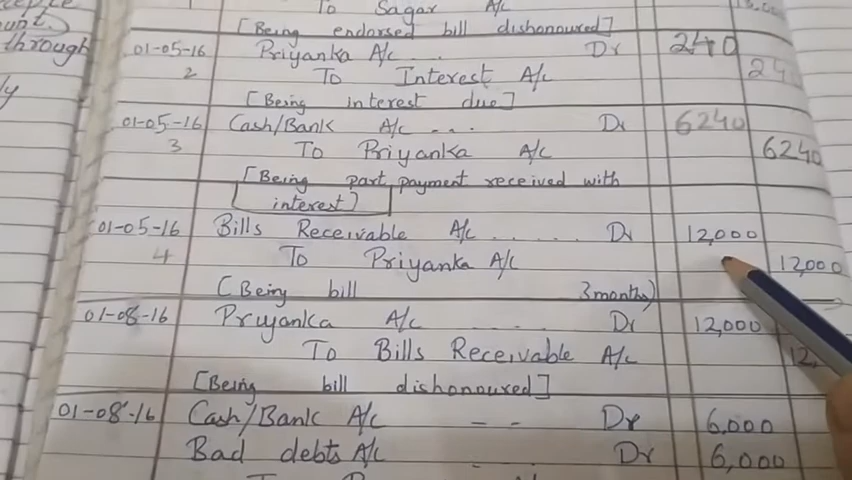 To Sagar A/c
[Being endorsed bill dishonoured]
through
01-05-16 Priyanka A/c ... Dr 240
2 To Interest A/c 24
[Being interest due]
01-05-16 Cash/Bank A/c ... Dr 6240
3 To Priyanka A/c 6240
[Being part payment received with
interest]
01-05-16 Bills Receivable A/c ..... Dr 12,000
4 To Priyanka A/c 12,000
[Being bill 3months)
01-08-16 Priyanka A/c .... Dr 12,000
To Bills Receivable A/c 12,
[Being bill dishonoured]
01-08-16 Cash/Bank A/c - - Dr 6,000
Bad debts A/c .. Dr 6,000